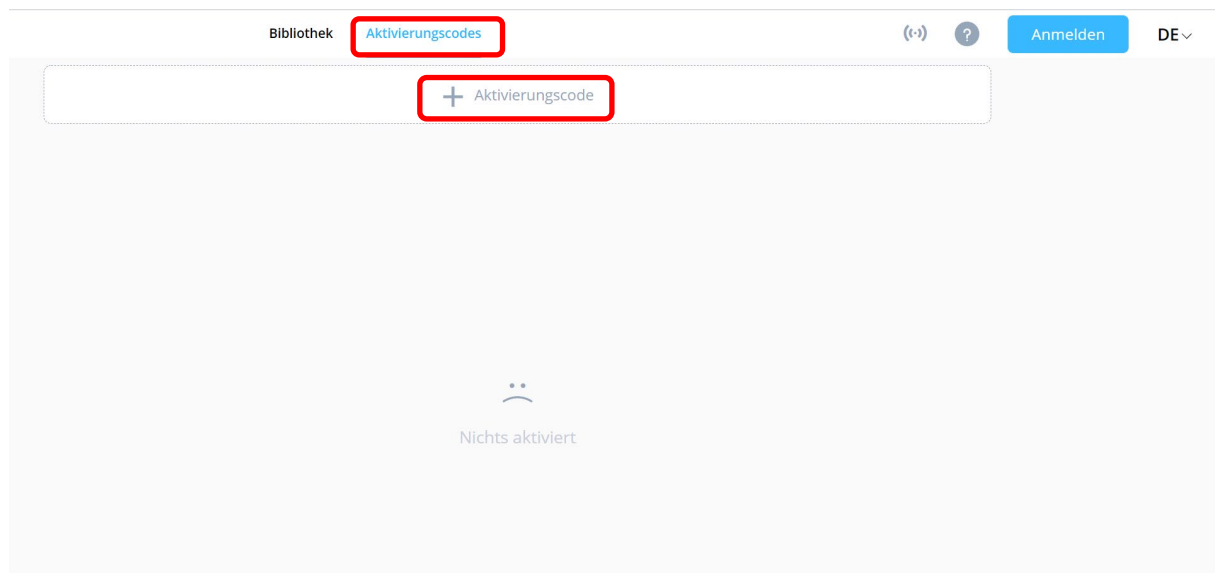 Bibliothek Aktivierungscodes ? Anmelden DE
+ Aktivierungscode
Nichts aktiviert